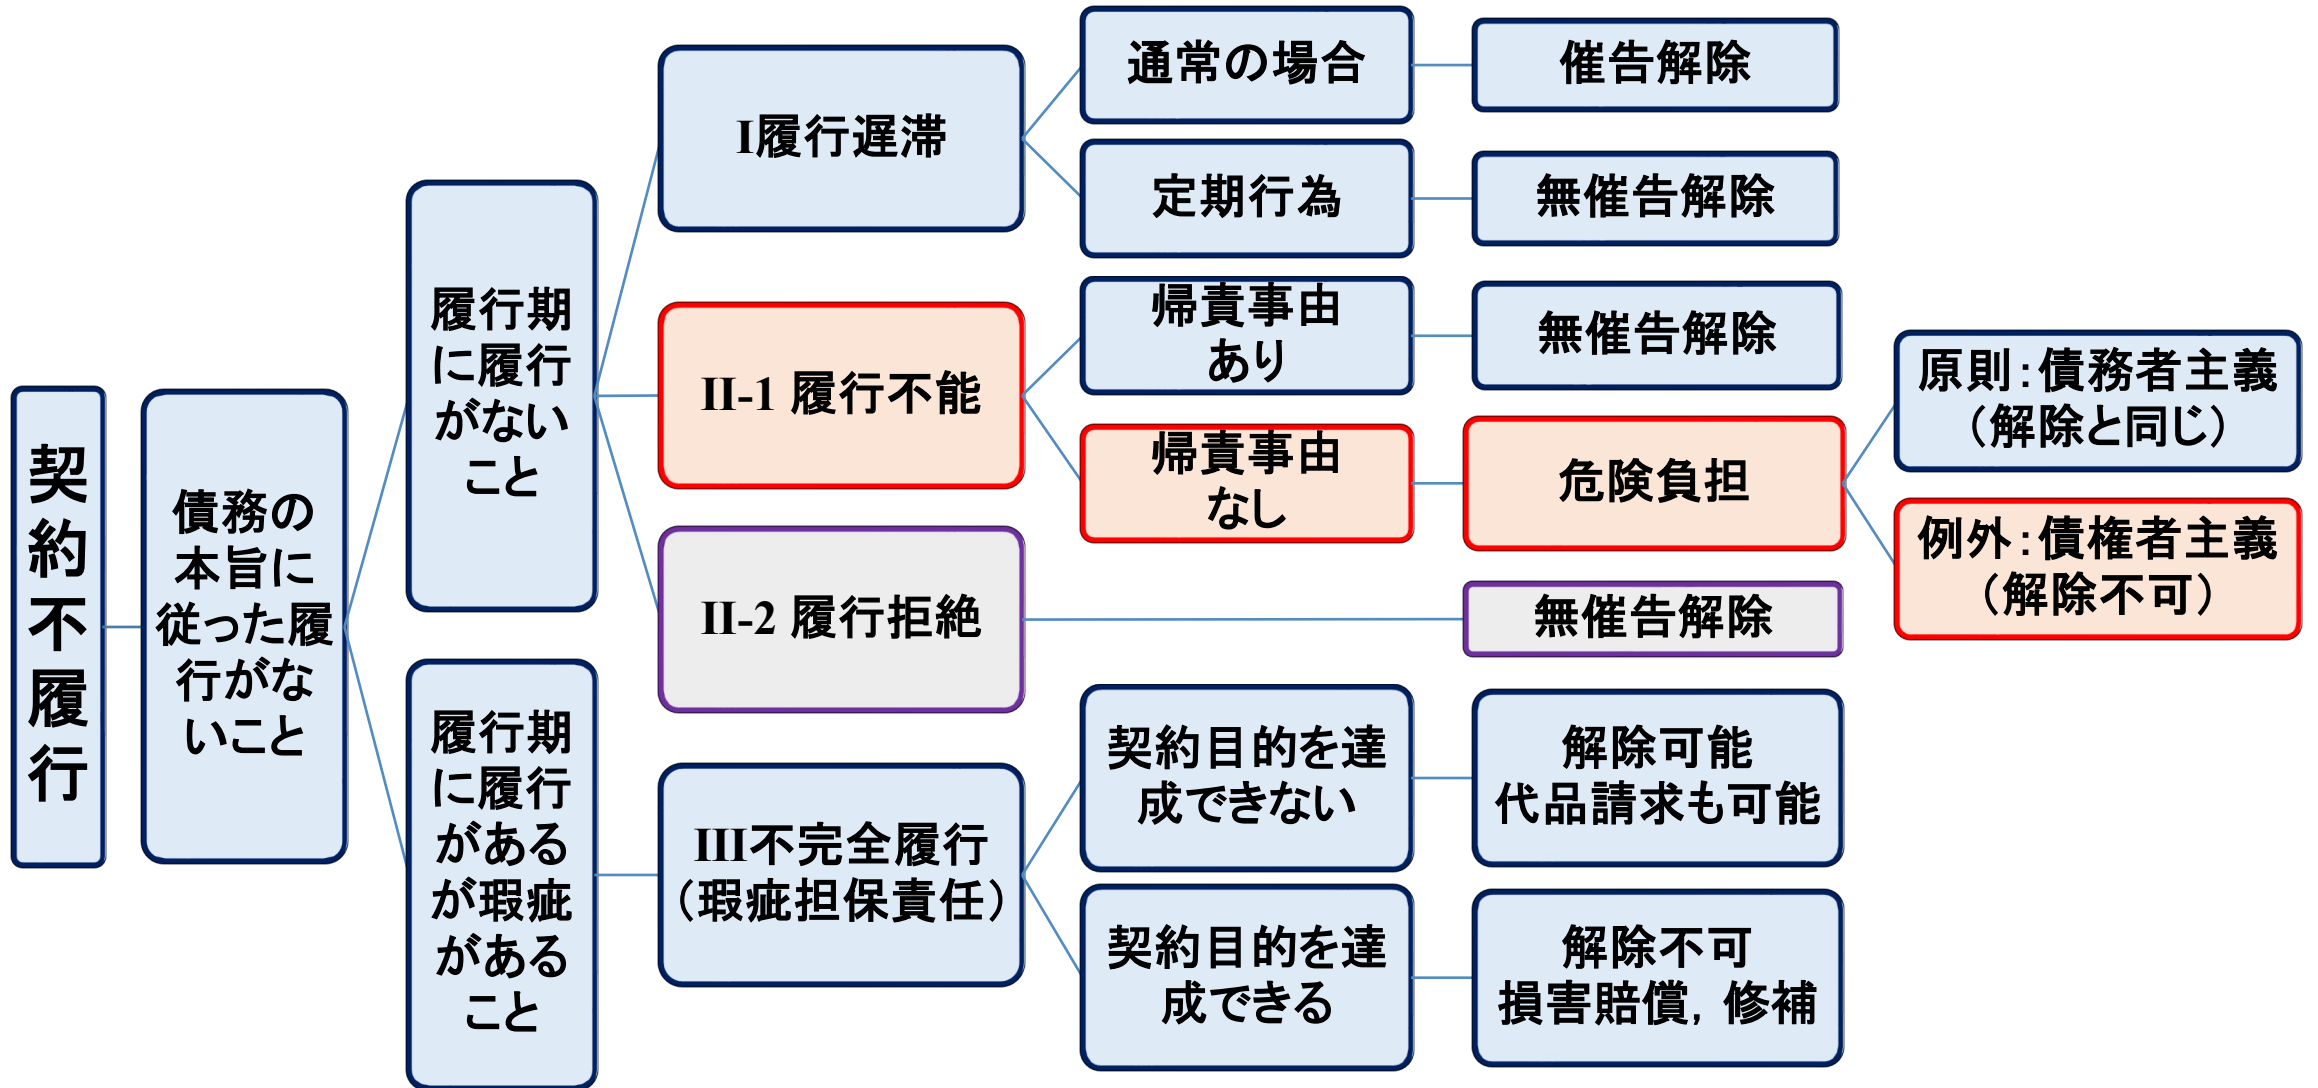 契約不履行
債務の
本旨に
従った履
行がな
いこと
履行期
に履行
がない
こと
I履行遅滞
通常の場合
催告解除
定期行為
無催告解除
II-1 履行不能
帰責事由
あり
無催告解除
帰責事由
なし
危険負担
原則：債務者主義
（解除と同じ）
例外：債権者主義
（解除不可）
II-2 履行拒絶
無催告解除
履行期
に履行
がある
が瑕疵
がある
こと
III不完全履行
（瑕疵担保責任）
契約目的を達
成できない
解除可能
代品請求も可能
契約目的を達
成できる
解除不可
損害賠償，修補